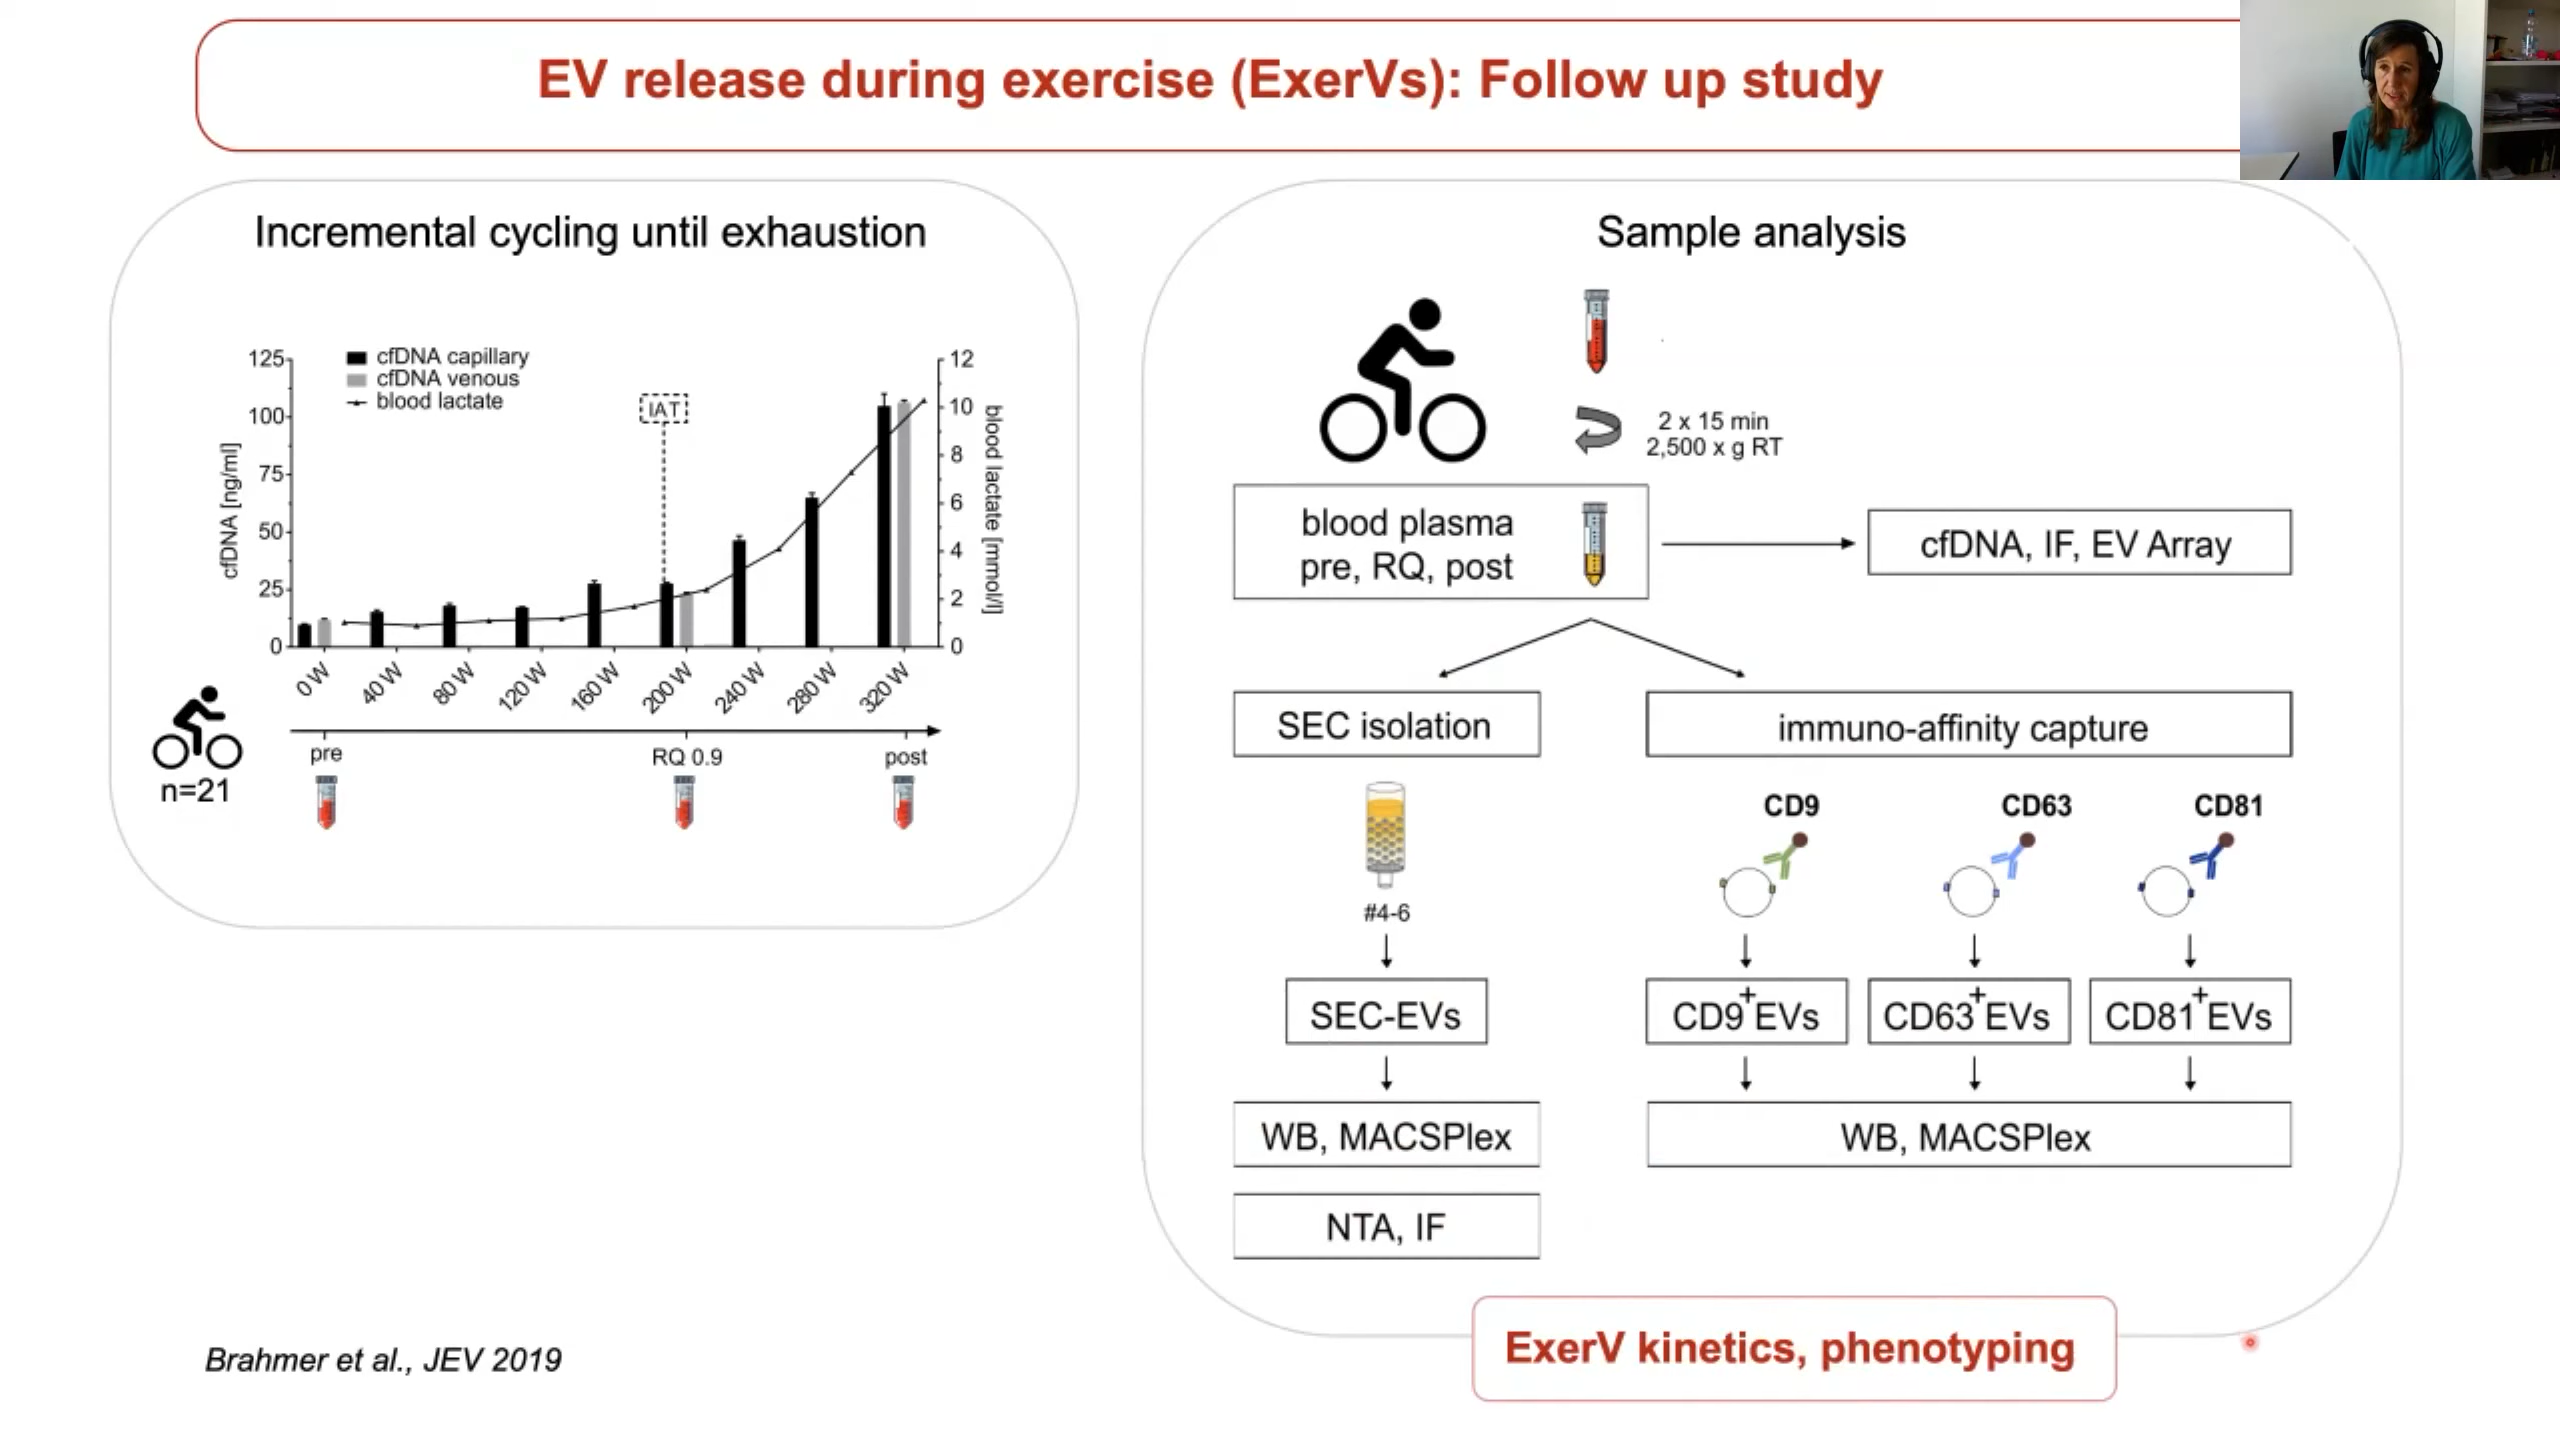 EV release during exercise (ExerVs): Follow up study
Incremental cycling until exhaustion
cfDNA capillary
cfDNA venous
blood lactate
IAT
cfDNA [ng/ml]
125
100
75
50
25
0
12
10
8
6
4
2
0
blood lactate [mmol/l]
0 W
40 W
80 W
120 W
160 W
200 W
240 W
280 W
320 W
pre
RQ 0.9
post
n=21
Sample analysis
2 x 15 min
2,500 x g RT
blood plasma
pre, RQ, post
cfDNA, IF, EV Array
SEC isolation
immuno-affinity capture
CD9
CD63
CD81
#4-6
SEC-EVs
CD9+EVs
CD63+EVs
CD81+EVs
WB, MACSPlex
WB, MACSPlex
NTA, IF
ExerV kinetics, phenotyping
Brahmer et al., JEV 2019